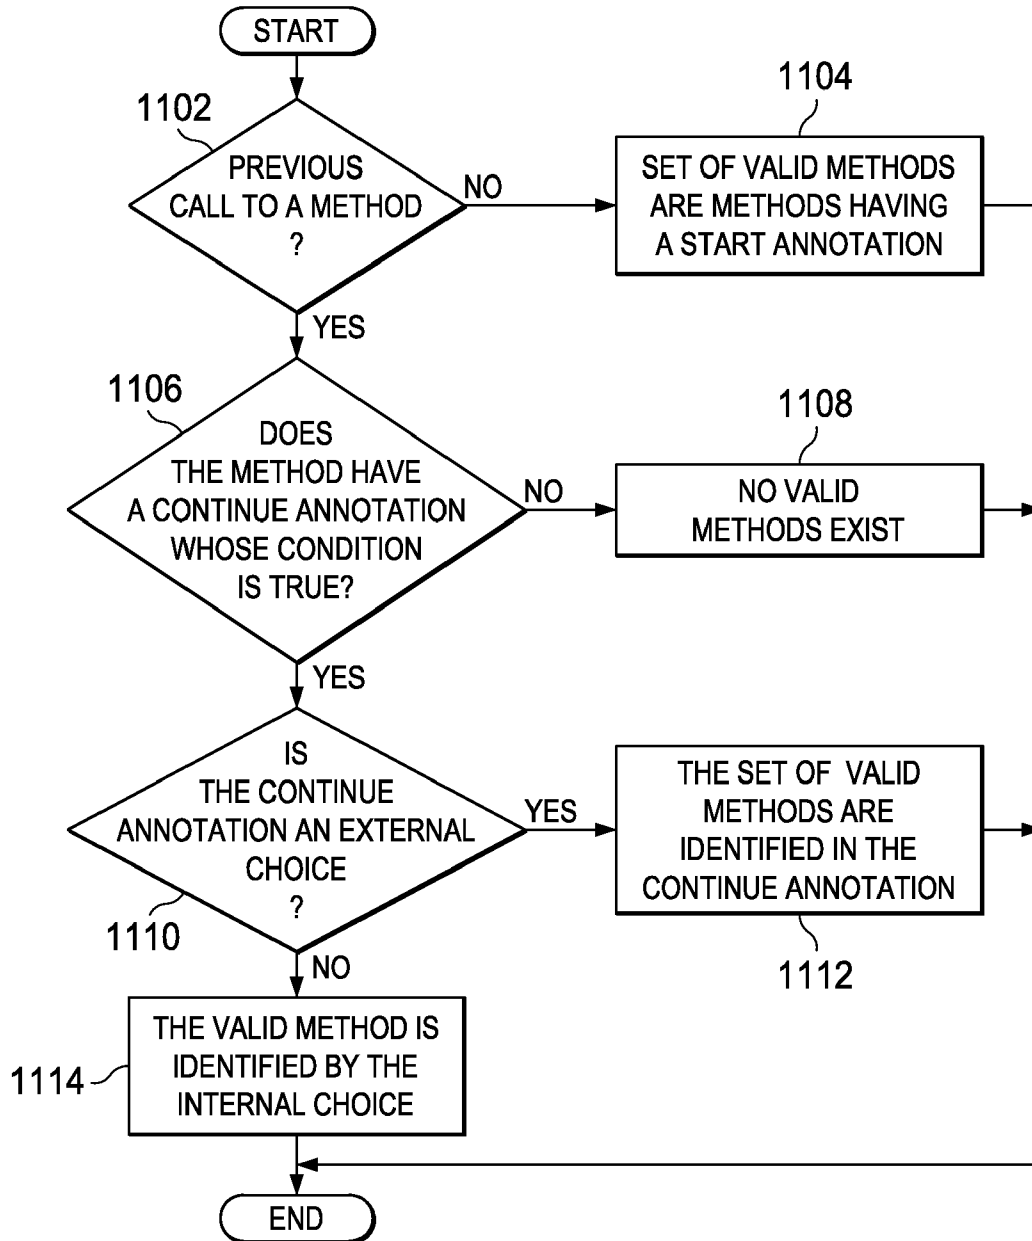 START
1102
PREVIOUS
CALL TO A METHOD
?
NO
1104
SET OF VALID METHODS
ARE METHODS HAVING
A START ANNOTATION
YES
1106
DOES
THE METHOD HAVE
A CONTINUE ANNOTATION
WHOSE CONDITION
IS TRUE?
NO
1108
NO VALID
METHODS EXIST
YES
IS
THE CONTINUE
ANNOTATION AN EXTERNAL
CHOICE
?
1110
YES
THE SET OF VALID
METHODS ARE
IDENTIFIED IN THE
CONTINUE ANNOTATION
1112
NO
THE VALID METHOD IS
IDENTIFIED BY THE
INTERNAL CHOICE
1114
END